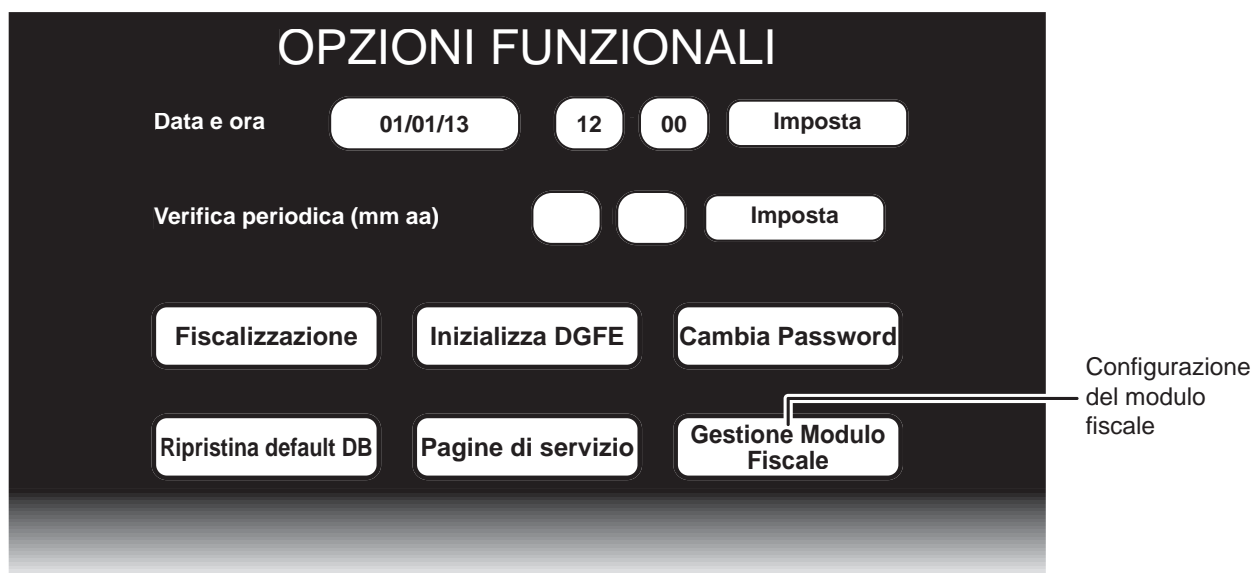 OPZIONI FUNZIONALI
Data e ora 01/01/13 12 00 Imposta
Verifica periodica (mm aa) Imposta
Fiscalizzazione Inizializza DGFE Cambia Password
Ripristina default DB Pagine di servizio Gestione Modulo
Fiscale
Configurazione
del modulo
fiscale